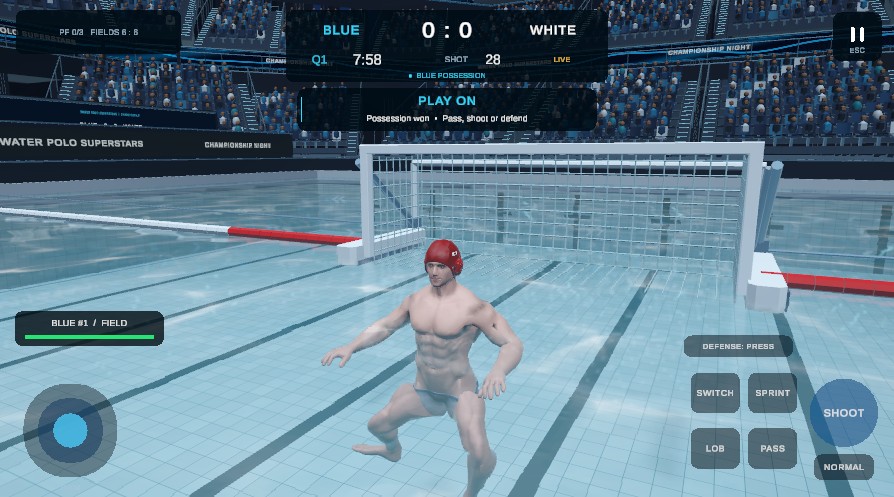 PF 0/3 FIELDS 6 : 6
BLUE 0 : 0 WHITE
Q1 7:58 SHOT 28 LIVE
BLUE POSSESSION
ESC
PLAY ON
Possession won • Pass, shoot or defend
CHAMPIONSHIP NIGHT
WATER POLO SUPERSTARS CHAMPIONSHIP NIGHT
BLUE #1 / FIELD
DEFENSE: PRESS
SWITCH SPRINT
SHOOT
LOB PASS
NORMAL